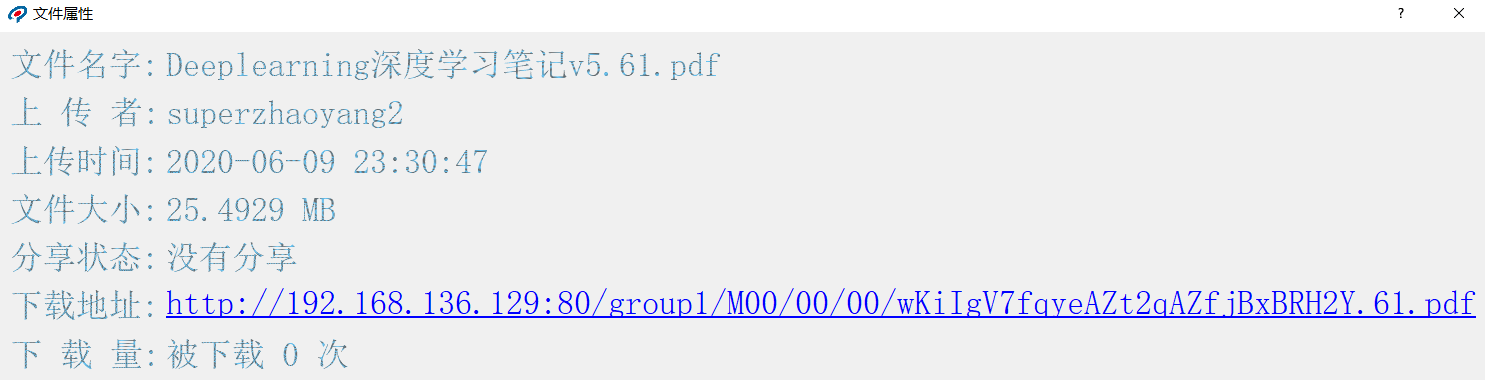 文件属性
文件名字: Deeplearning深度学习笔记v5.61.pdf
上 传 者: superzhaoyang2
上传时间: 2020-06-09 23:30:47
文件大小: 25.4929 MB
分享状态: 没有分享
下载地址: http://192.168.136.129:80/group1/M00/00/00/wKiIgV7fqyeAZt2qAZfjBxBRH2Y.61.pdf
下 载 量: 被下载 0 次